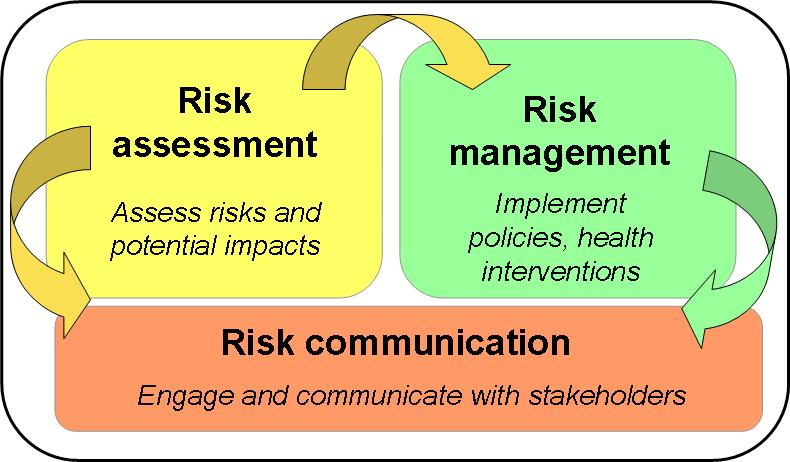 Risk
assessment
Assess risks and
potential impacts
Risk
management
Implement
policies, health
interventions
Risk communication
Engage and communicate with stakeholders